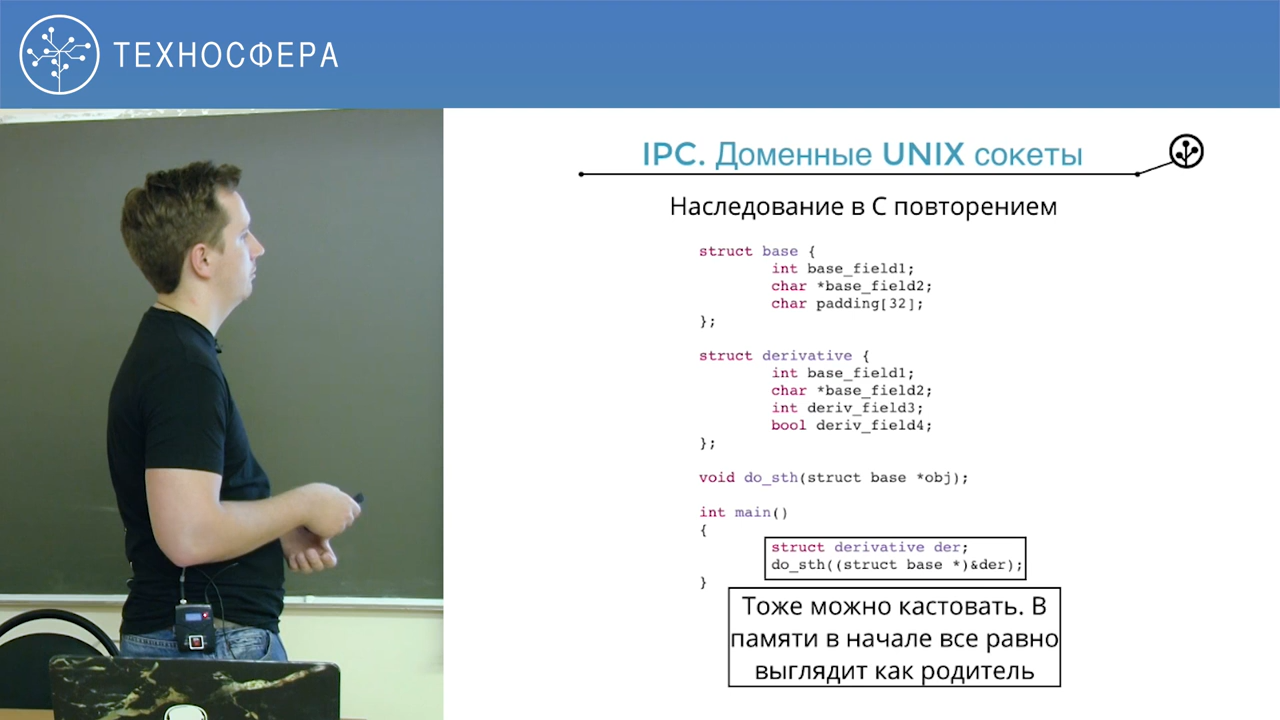 ТЕХНОСФЕРА
IPC. Доменные UNIX сокеты
Наследование в C повторением
struct base {
int base_field1;
char *base_field2;
char padding[32];
};
struct derivative {
int base_field1;
char *base_field2;
int deriv_field3;
bool deriv_field4;
};
void do_sth(struct base *obj);
int main()
{
struct derivative der;
do_sth((struct base *)&der);
}
Тоже можно кастовать. В
памяти в начале все равно
выглядит как родитель